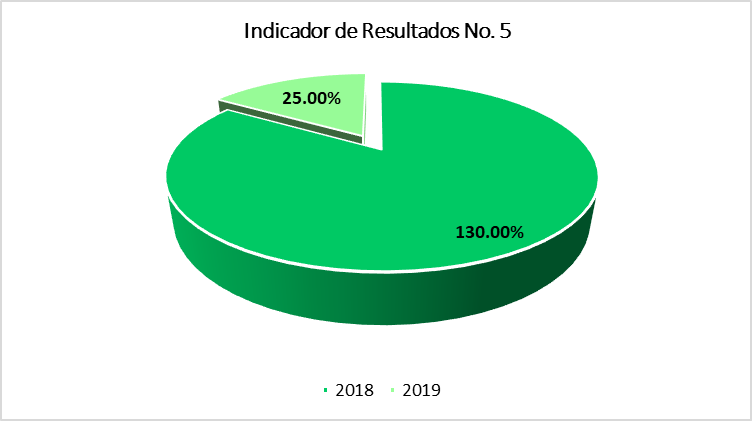 Indicador de Resultados No. 5
25.00%
130.00%
2018 2019